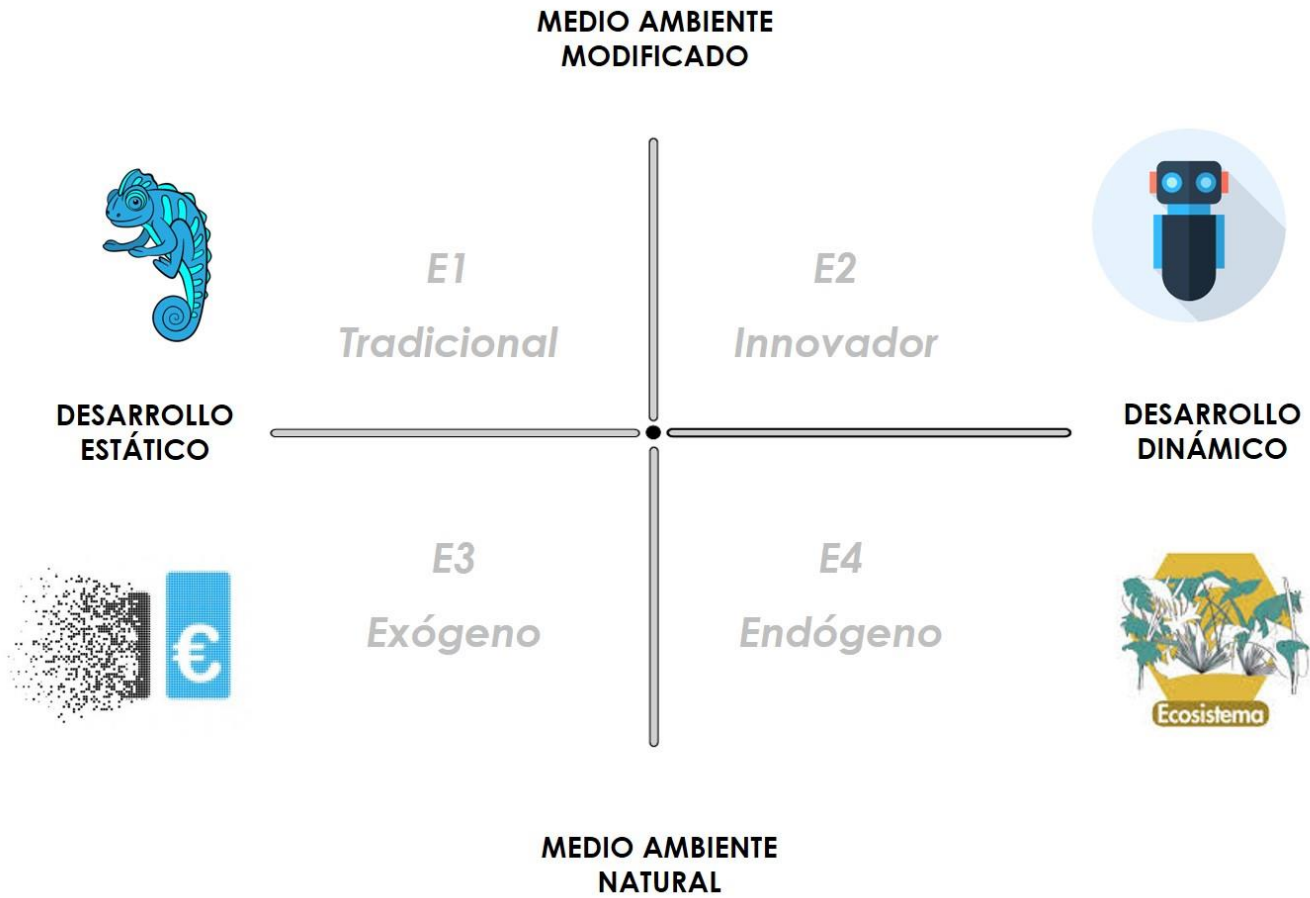 MEDIO AMBIENTE
MODIFICADO
E1
Tradicional
E2
Innovador
DESARROLLO
ESTÁTICO
DESARROLLO
DINÁMICO
E3
Exógeno
€
E4
Endógeno
Ecosistema
MEDIO AMBIENTE
NATURAL